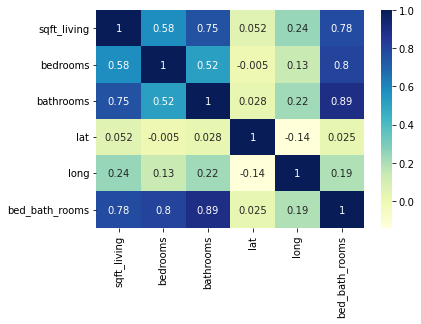 sqft_living 1 0.58 0.75 0.052 0.24 0.78
bedrooms 0.58 1 0.52 -0.005 0.13 0.8
bathrooms 0.75 0.52 1 0.028 0.22 0.89
lat 0.052 -0.005 0.028 1 -0.14 0.025
long 0.24 0.13 0.22 -0.14 1 0.19
bed_bath_rooms 0.78 0.8 0.89 0.025 0.19 1
sqft_living bedrooms bathrooms lat long bed_bath_rooms
1.0
0.8
0.6
0.4
0.2
0.0